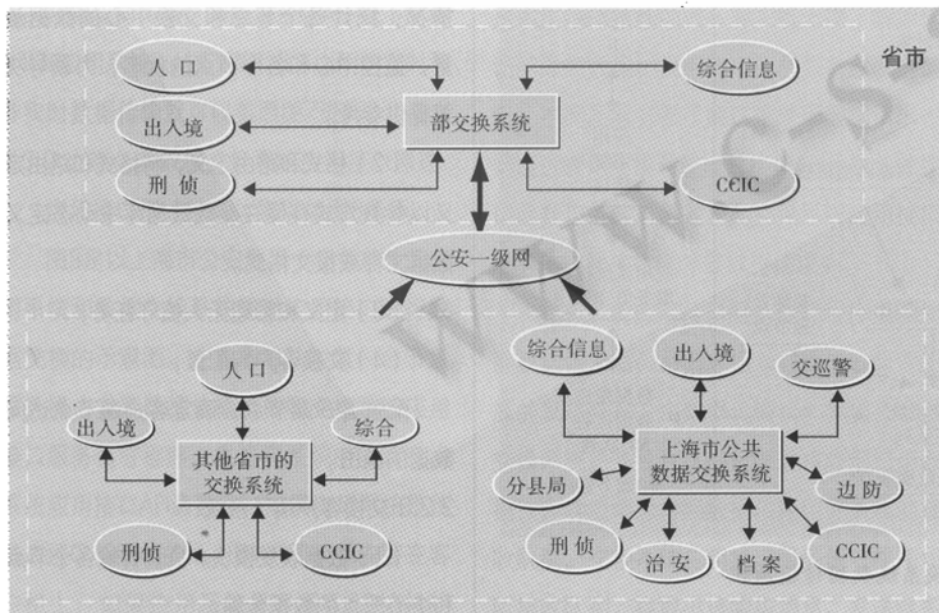 省市
人口
综合信息
部交换系统
出入境
刑 侦
CCIC
公安一级网
人口
出入境
综合
其他省市的
交换系统
刑侦
CCIC
综合信息
出入境
交巡警
上海市公共
数据交换系统
分县局
边 防
刑 侦
治 安
档 案
CCIC